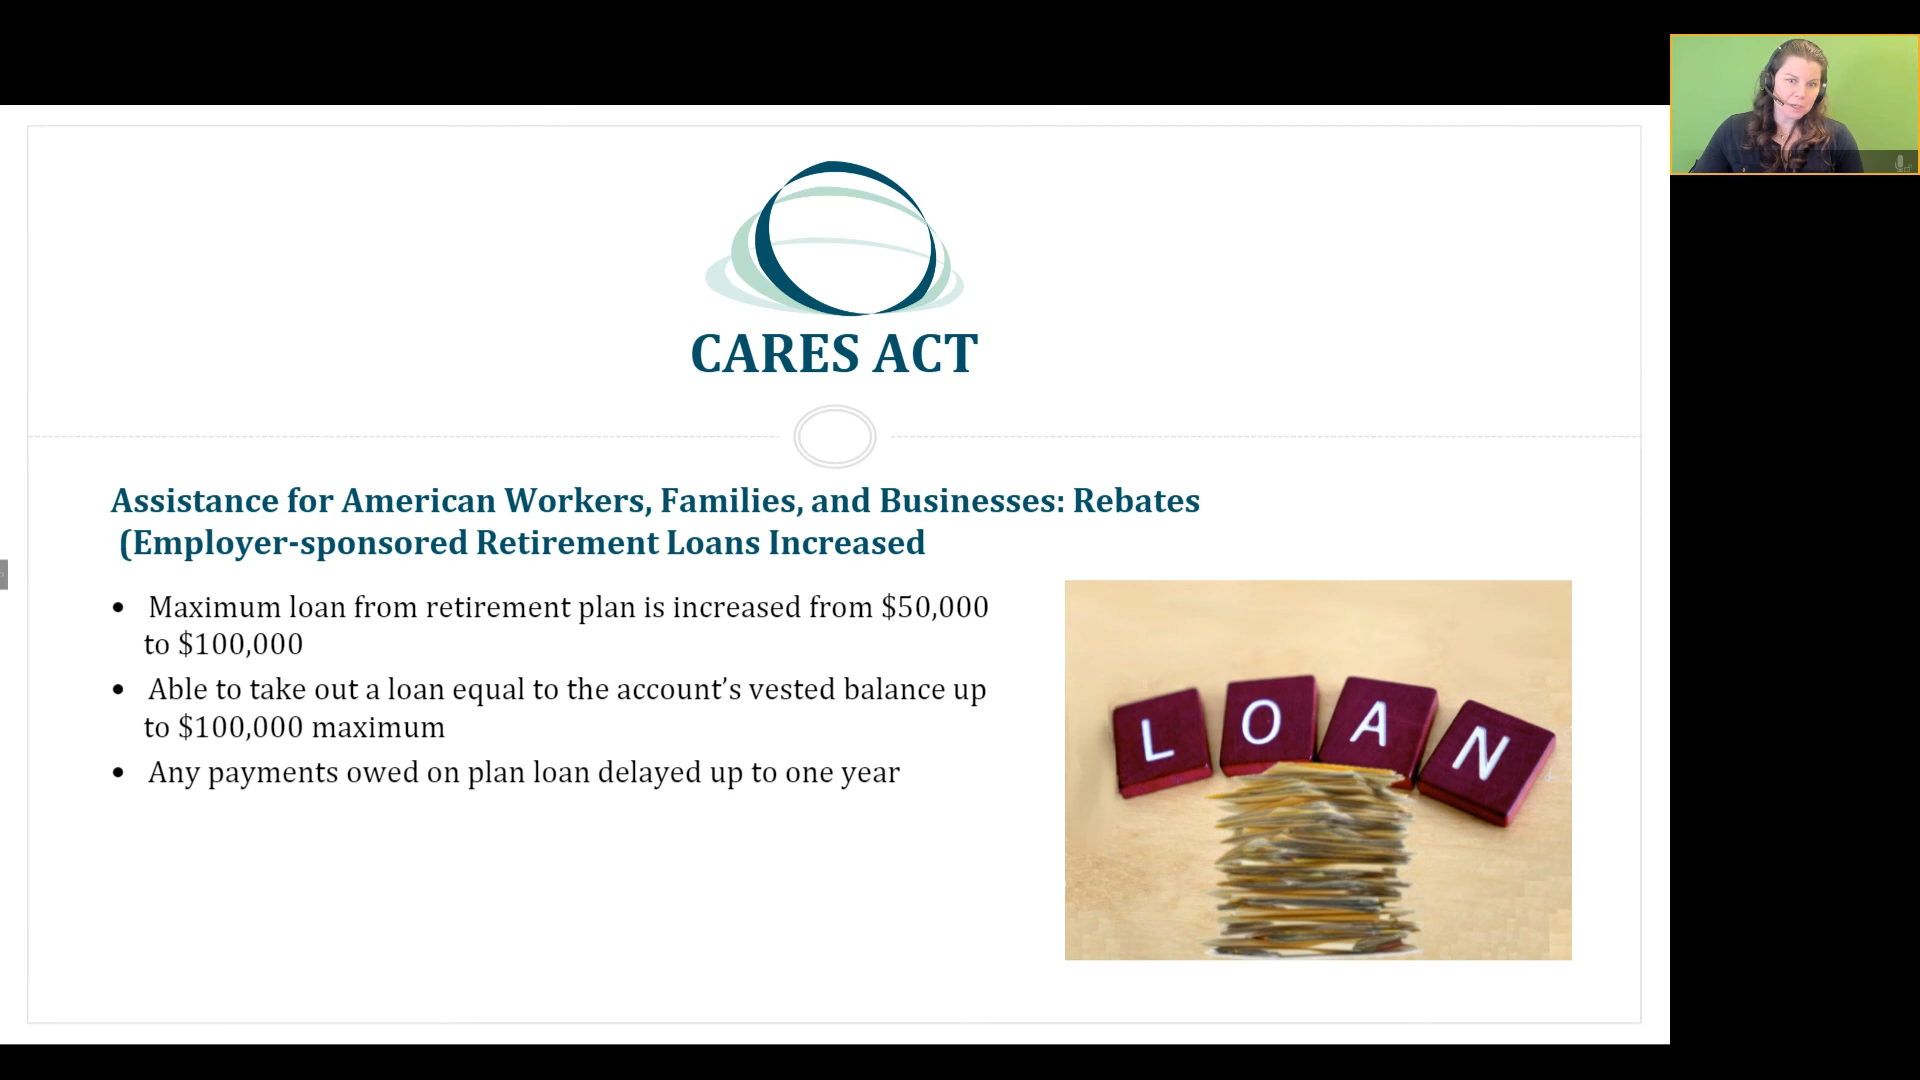 CARES ACT
Assistance for American Workers, Families, and Businesses: Rebates
(Employer-sponsored Retirement Loans Increased
• Maximum loan from retirement plan is increased from $50,000
to $100,000
• Able to take out a loan equal to the account’s vested balance up
to $100,000 maximum
• Any payments owed on plan loan delayed up to one year
L O A N